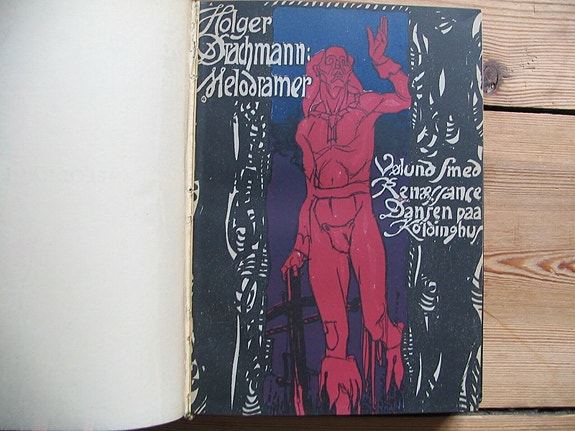 Holger
Drachmann:
Melodramer
Vølund Smed
Renæssance
Dansen paa
Koldinghus